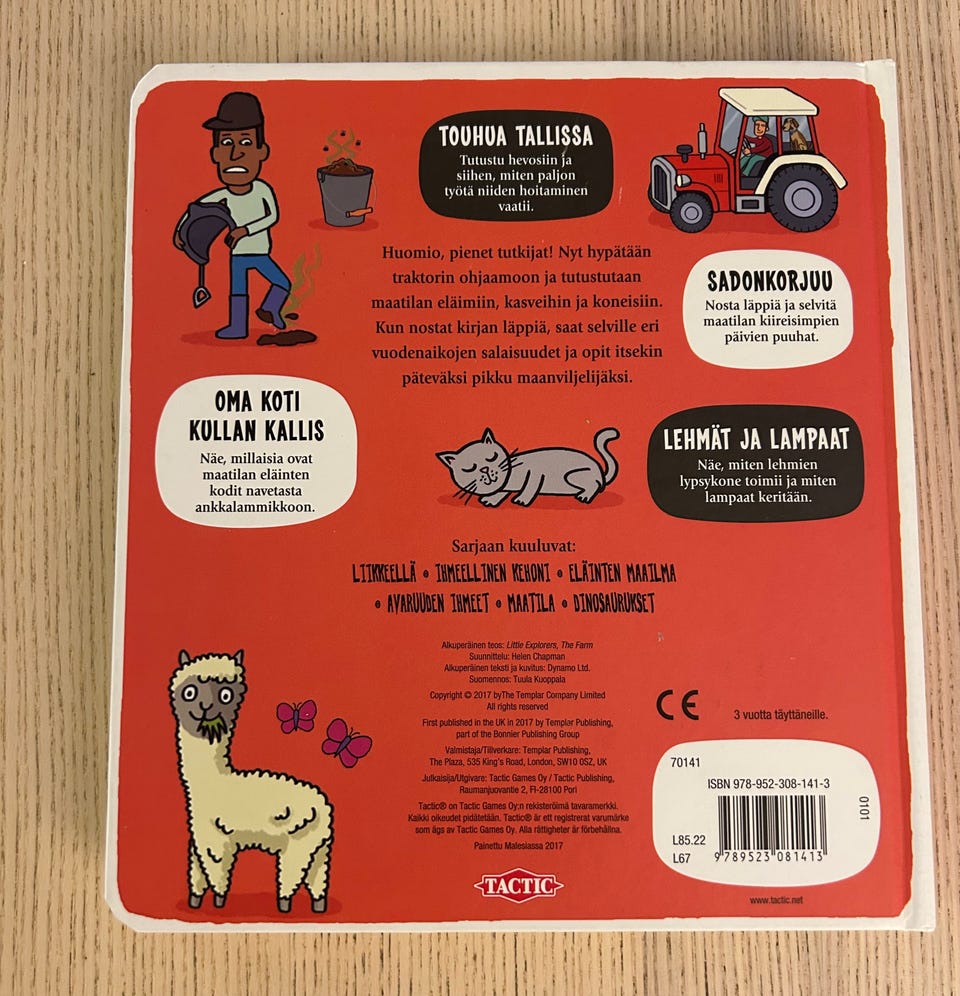 TOUHUA TALLISSA
Tutustu hevosiin ja
siihen, miten paljon
työtä niiden hoitaminen
vaatii.
Huomio, pienet tutkijat! Nyt hypätään
traktorin ohjaamoon ja tutustutaan
maatilan eläimiin, kasveihin ja koneisiin.
Kun nostat kirjan läppiä, saat selville eri
vuodenaikojen salaisuudet ja opit itsekin
päteväksi pikku maanviljelijäksi.
SADONKORJUU
Nosta läppiä ja selvitä
maatilan kiireisimpien
päivien puuhat.
OMA KOTI
KULLAN KALLIS
Näe, millaisia ovat
maatilan eläinten
kodit navetasta
ankkalammikkoon.
LEHMÄT JA LAMPAAT
Näe, miten lehmien
lypsykone toimii ja miten
lampaat keritään.
Sarjaan kuuluvat:
LIIKKEELLÄ • IHMEELLINEN KEHONI • ELÄINTEN MAAILMA
• AVARUUDEN IHMEET • MAATILA • DINOSAURUKSET
Alkuperäinen teos: Little Explorers, The Farm
Suunnittelu: Helen Chapman
Alkuperäinen teksti ja kuvitus: Dynamo Ltd.
Suomennos: Tuula Kuoppala
Copyright © 2017 byThe Templar Company Limited
All rights reserved
First published in the UK in 2017 by Templar Publishing,
part of the Bonnier Publishing Group
Valmistaja/Tillverkare: Templar Publishing,
The Plaza, 535 King's Road, London, SW10 0SZ, UK
Julkaisija/Utgivare: Tactic Games Oy / Tactic Publishing,
Raumanjuovantie 2, FI-28100 Pori
Tactic® on Tactic Games Oy:n rekisteröimä tavaramerkki.
Kaikki oikeudet pidätetään. Tactic® är ett registrerat varumärke
som ägs av Tactic Games Oy. Alla rättigheter är förbehållna.
Painettu Malesiassa 2017
TACTIC
CE
3 vuotta täyttäneille.
70141
ISBN 978-952-308-141-3
0101
L85.22
L67
9 789523 081413
www.tactic.net